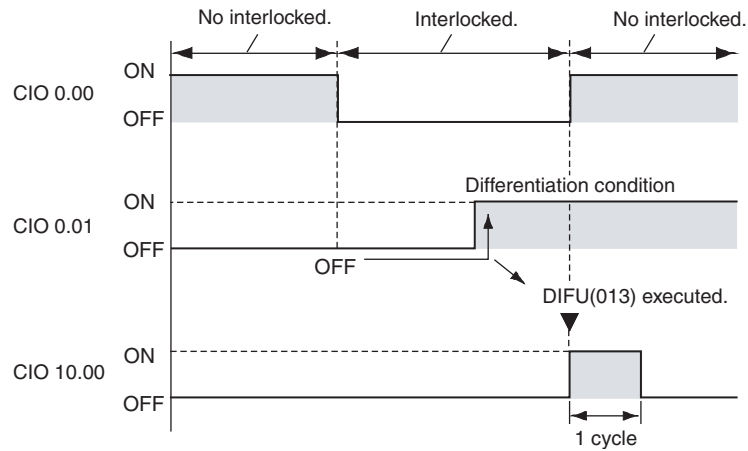 No interlocked. Interlocked. No interlocked.
ON
CIO 0.00
OFF
Differentiation condition
ON
CIO 0.01
OFF
OFF
DIFU(013) executed.
ON
CIO 10.00
OFF
1 cycle